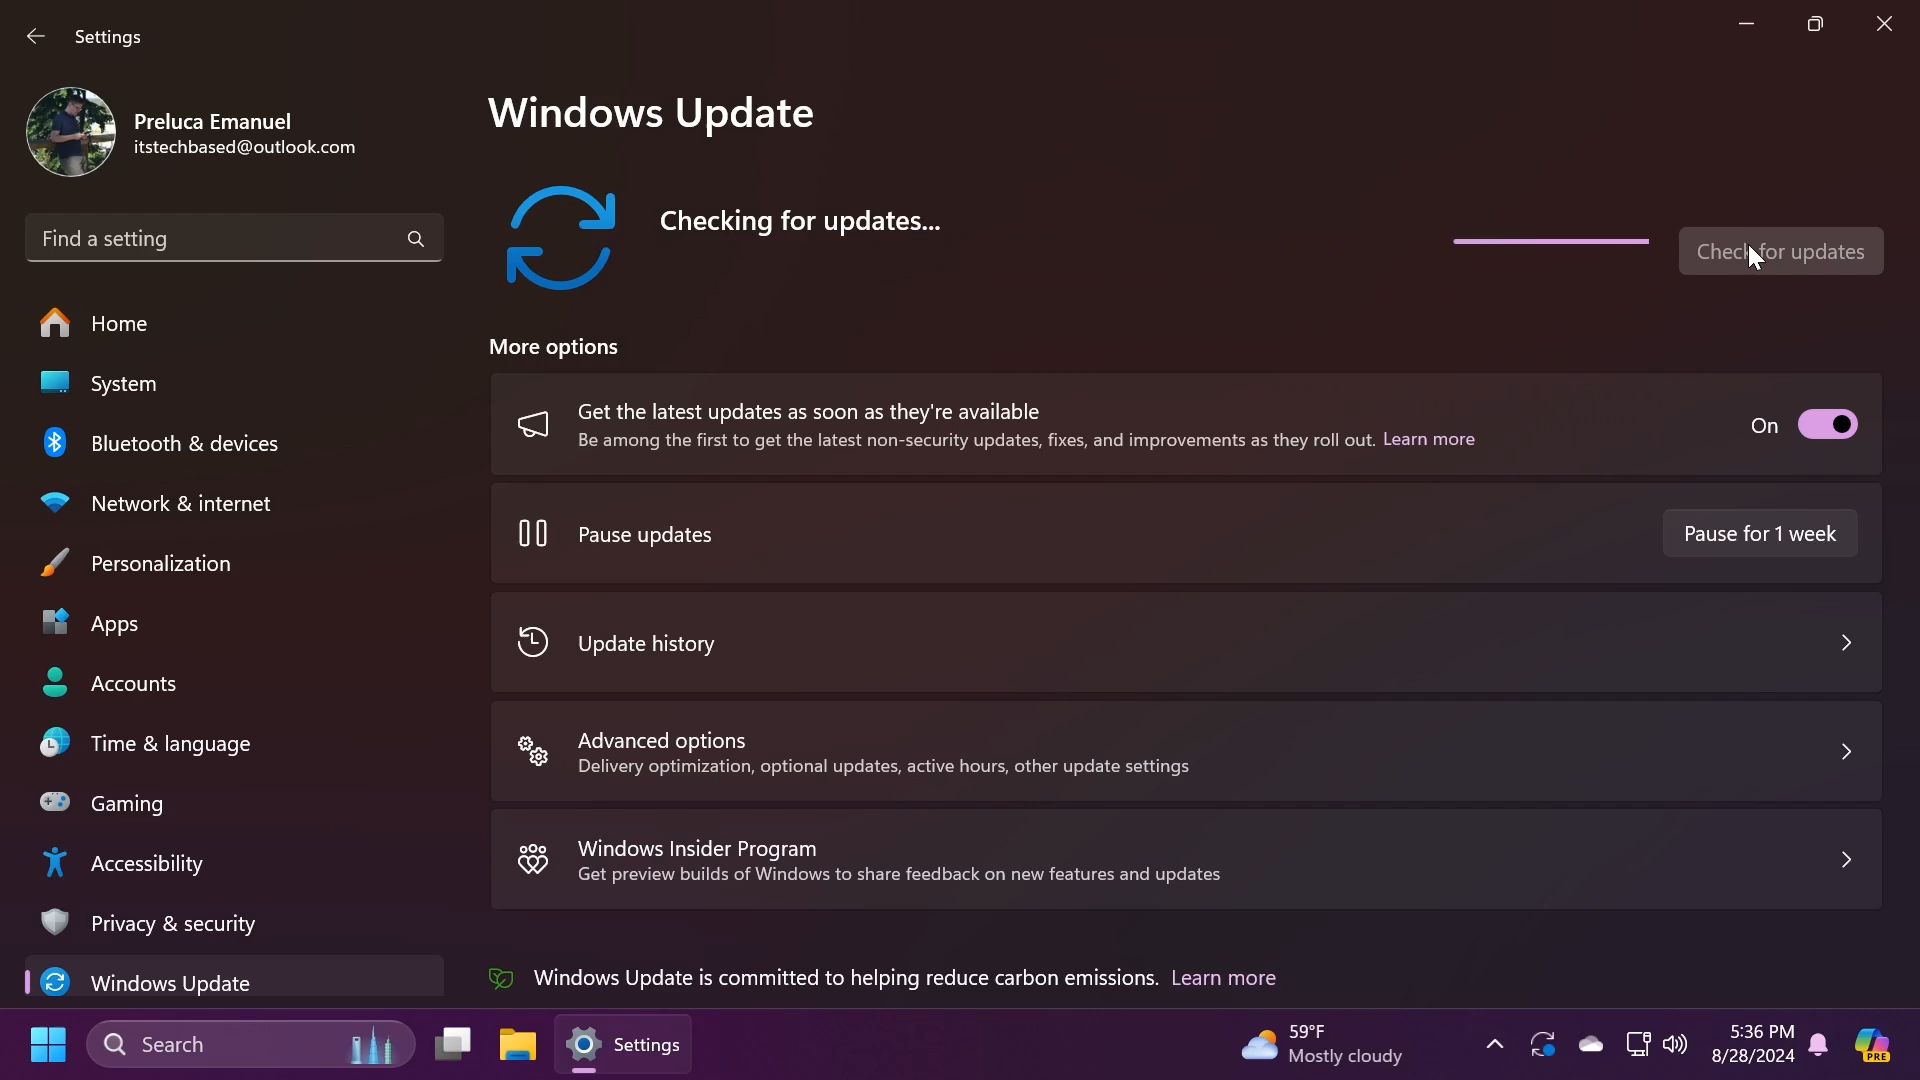 Settings
Preluca Emanuel
itstechbased@outlook.com
Find a setting
Home
System
Bluetooth & devices
Network & internet
Personalization
Apps
Accounts
Time & language
Gaming
Accessibility
Privacy & security
Windows Update
Windows Update
Checking for updates...
Check for updates
More options
Get the latest updates as soon as they're available
Be among the first to get the latest non-security updates, fixes, and improvements as they roll out. Learn more
On
Pause updates
Pause for 1 week
Update history
Advanced options
Delivery optimization, optional updates, active hours, other update settings
Windows Insider Program
Get preview builds of Windows to share feedback on new features and updates
Windows Update is committed to helping reduce carbon emissions. Learn more
Search
Settings
59°F
Mostly cloudy
5:36 PM
8/28/2024
PRE